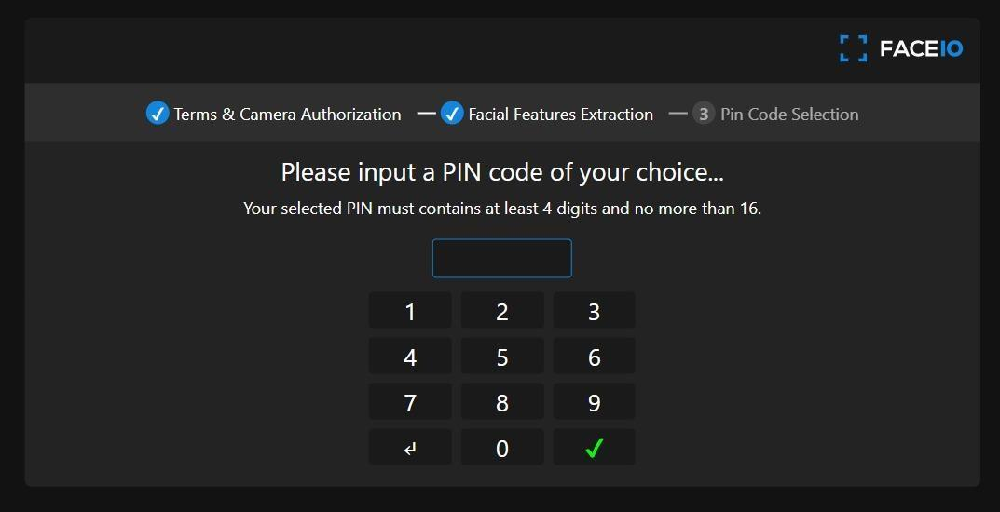 FACEIO
✓ Terms & Camera Authorization — ✓ Facial Features Extraction — 3 Pin Code Selection
Please input a PIN code of your choice...
Your selected PIN must contains at least 4 digits and no more than 16.
1 2 3
4 5 6
7 8 9
↲ 0 ✓